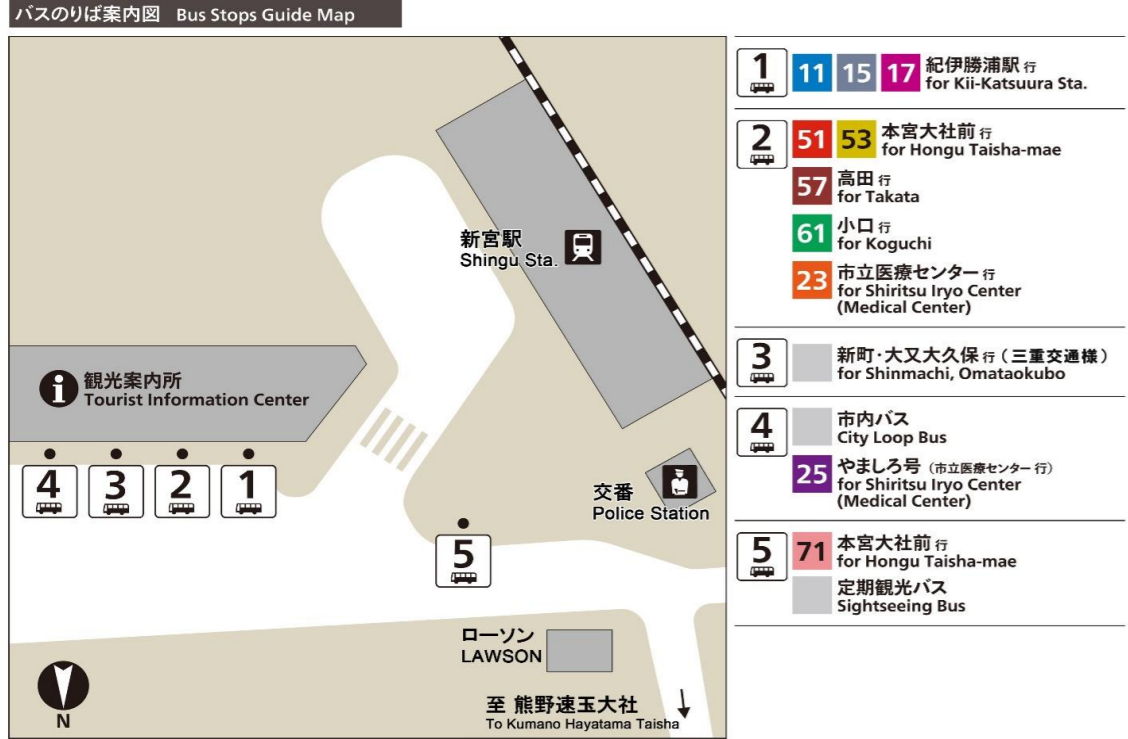 バスのりば案内図 Bus Stops Guide Map
新宮駅
Shingu Sta.
i 観光案内所
Tourist Information Center
4 3 2 1
交番
Police Station
5
ローソン
LAWSON
N
至 熊野速玉大社
To Kumano Hayatama Taisha
1 11 15 17 紀伊勝浦駅 行
for Kii-Katsuura Sta.
2 51 53 本宮大社前 行
for Hongu Taisha-mae
57 高田 行
for Takata
61 小口 行
for Koguchi
23 市立医療センター 行
for Shiritsu Iryo Center
(Medical Center)
3 新町・大又大久保 行（三重交通様）
for Shinmachi, Omataokubo
4 市内バス
City Loop Bus
25 やましろ号（市立医療センター 行）
for Shiritsu Iryo Center
(Medical Center)
5 71 本宮大社前 行
for Hongu Taisha-mae
定期観光バス
Sightseeing Bus